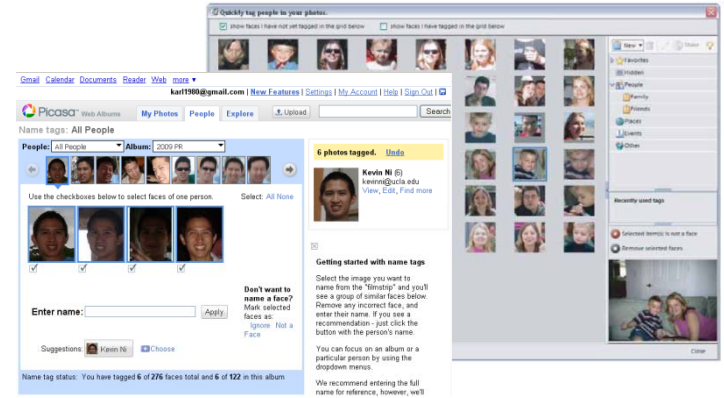 Quickly tag people in your photos.
show faces I have not yet tagged in the grid below
show faces I have tagged in the grid below
New
Share
Favorites
Hidden
People
Family
Friends
Places
Events
Other
Recently used tags
Selected item(s) is not a face
Remove selected faces
Close
Gmail Calendar Documents Reader Web more ▼
karl1980@gmail.com | New Features | Settings | My Account | Help | Sign Out |
Picasa™ Web Albums
My Photos People Explore
Upload
Search
Name tags: All People
People: All People Album: 2009 PR
Use the checkboxes below to select faces of one person.
Select: All None
Don't want to
name a face?
Mark selected
faces as:
Ignore Not a
Face
Enter name:
Apply
Suggestions: Kevin Ni Choose
Name tag status: You have tagged 6 of 276 faces total and 6 of 122 in this album
6 photos tagged. Undo
Kevin Ni (6)
kevinni@ucla.edu
View, Edit, Find more
Getting started with name tags
Select the image you want to
name from the "filmstrip" and you'll
see a group of similar faces below.
Remove any incorrect face, and
enter their name. If you see a
recommendation - just click the
button with the person's name.
You can focus on an album or a
particular person by using the
dropdown menus.
We recommend entering the full
name for reference, however, we'll